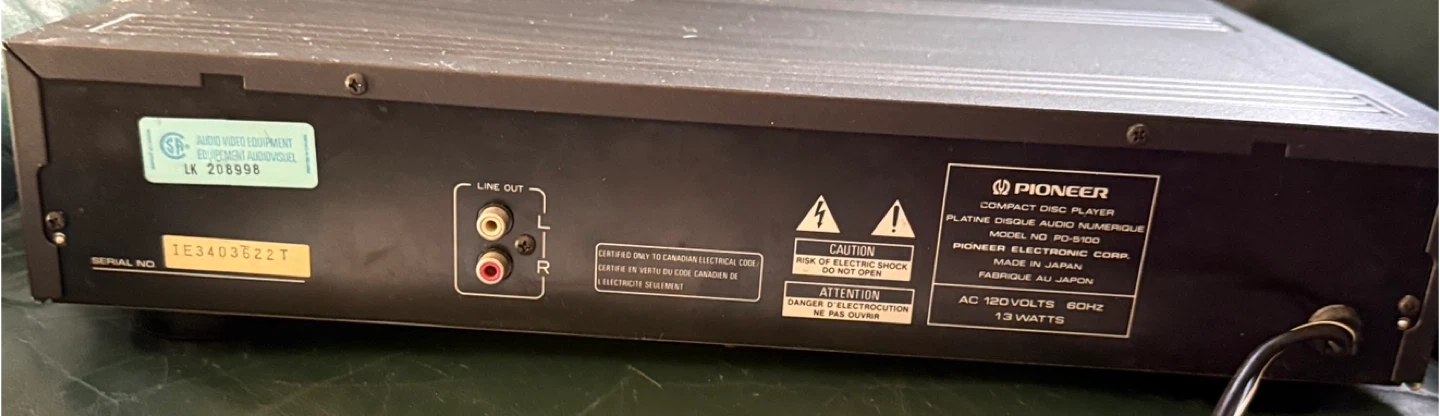 SA
AUDIO VIDEO EQUIPMENT
EQUIPEMENT AUDIOVISUEL
LK 208998
SERIAL NO.
IE3403622T
LINE OUT
L
R
CERTIFIED ONLY TO CANADIAN ELECTRICAL CODE/
CERTIFIE EN VERTU DU CODE CANADIEN DE
L'ELECTRICITE SEULEMENT
CAUTION
RISK OF ELECTRIC SHOCK
DO NOT OPEN
ATTENTION
DANGER D'ELECTROCUTION
NE PAS OUVRIR
PIONEER
COMPACT DISC PLAYER
PLATINE DISQUE AUDIO NUMERIQUE
MODEL NO PD-5100
PIONEER ELECTRONIC CORP.
MADE IN JAPAN
FABRIQUE AU JAPON
AC 120 VOLTS 60HZ
13 WATTS